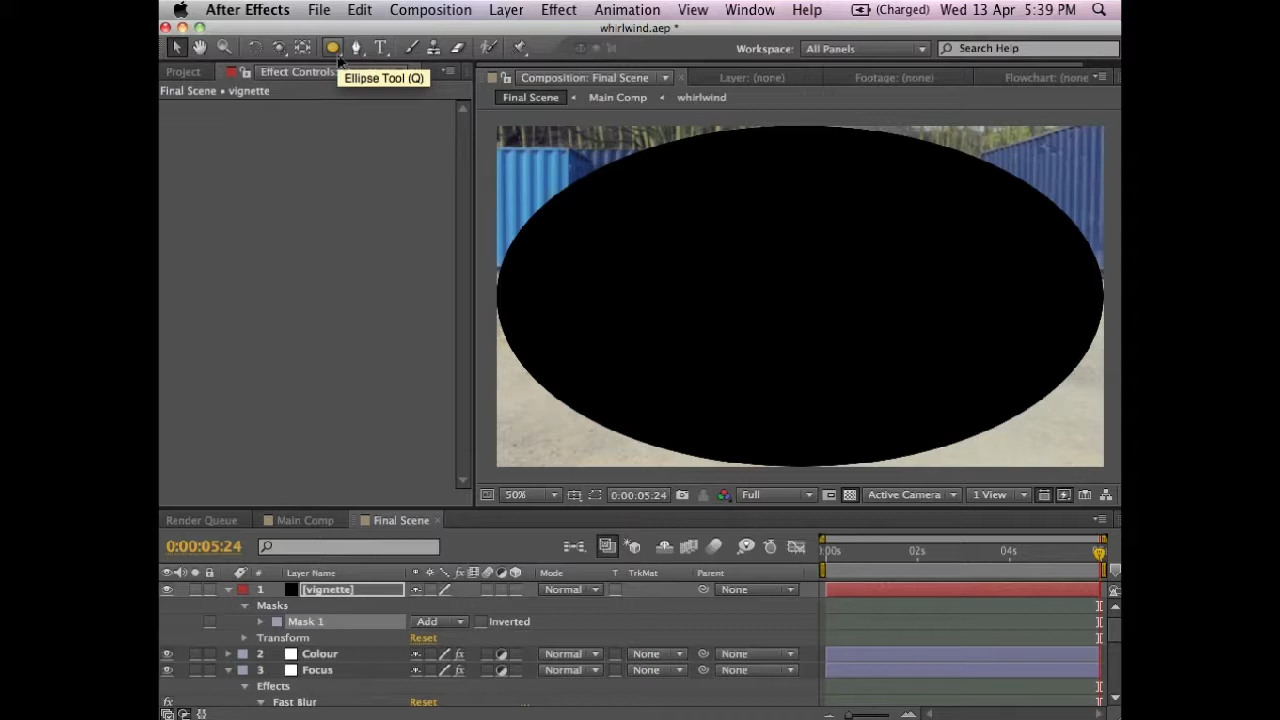 After Effects File Edit Composition Layer Effect Animation View Window Help (Charged) Wed 13 Apr 5:39 PM
whirlwind.aep *
T Workspace: All Panels Search Help
Project Effect Controls: Composition: Final Scene Layer: (none) Footage: (none) Flowchart: (none)
Ellipse Tool (Q)
Final Scene • vignette
Final Scene Main Comp whirlwind
50% 0:00:05:24 Full Active Camera 1 View
Render Queue Main Comp Final Scene
0:00:05:24
:00s 02s 04s
# Layer Name Mode T TrkMat Parent
1 [vignette] Normal None
Masks
Mask 1 Add Inverted
Transform Reset
2 Colour fx Normal None None
3 Focus fx Normal None None
Effects
fx Fast Blur Reset ...